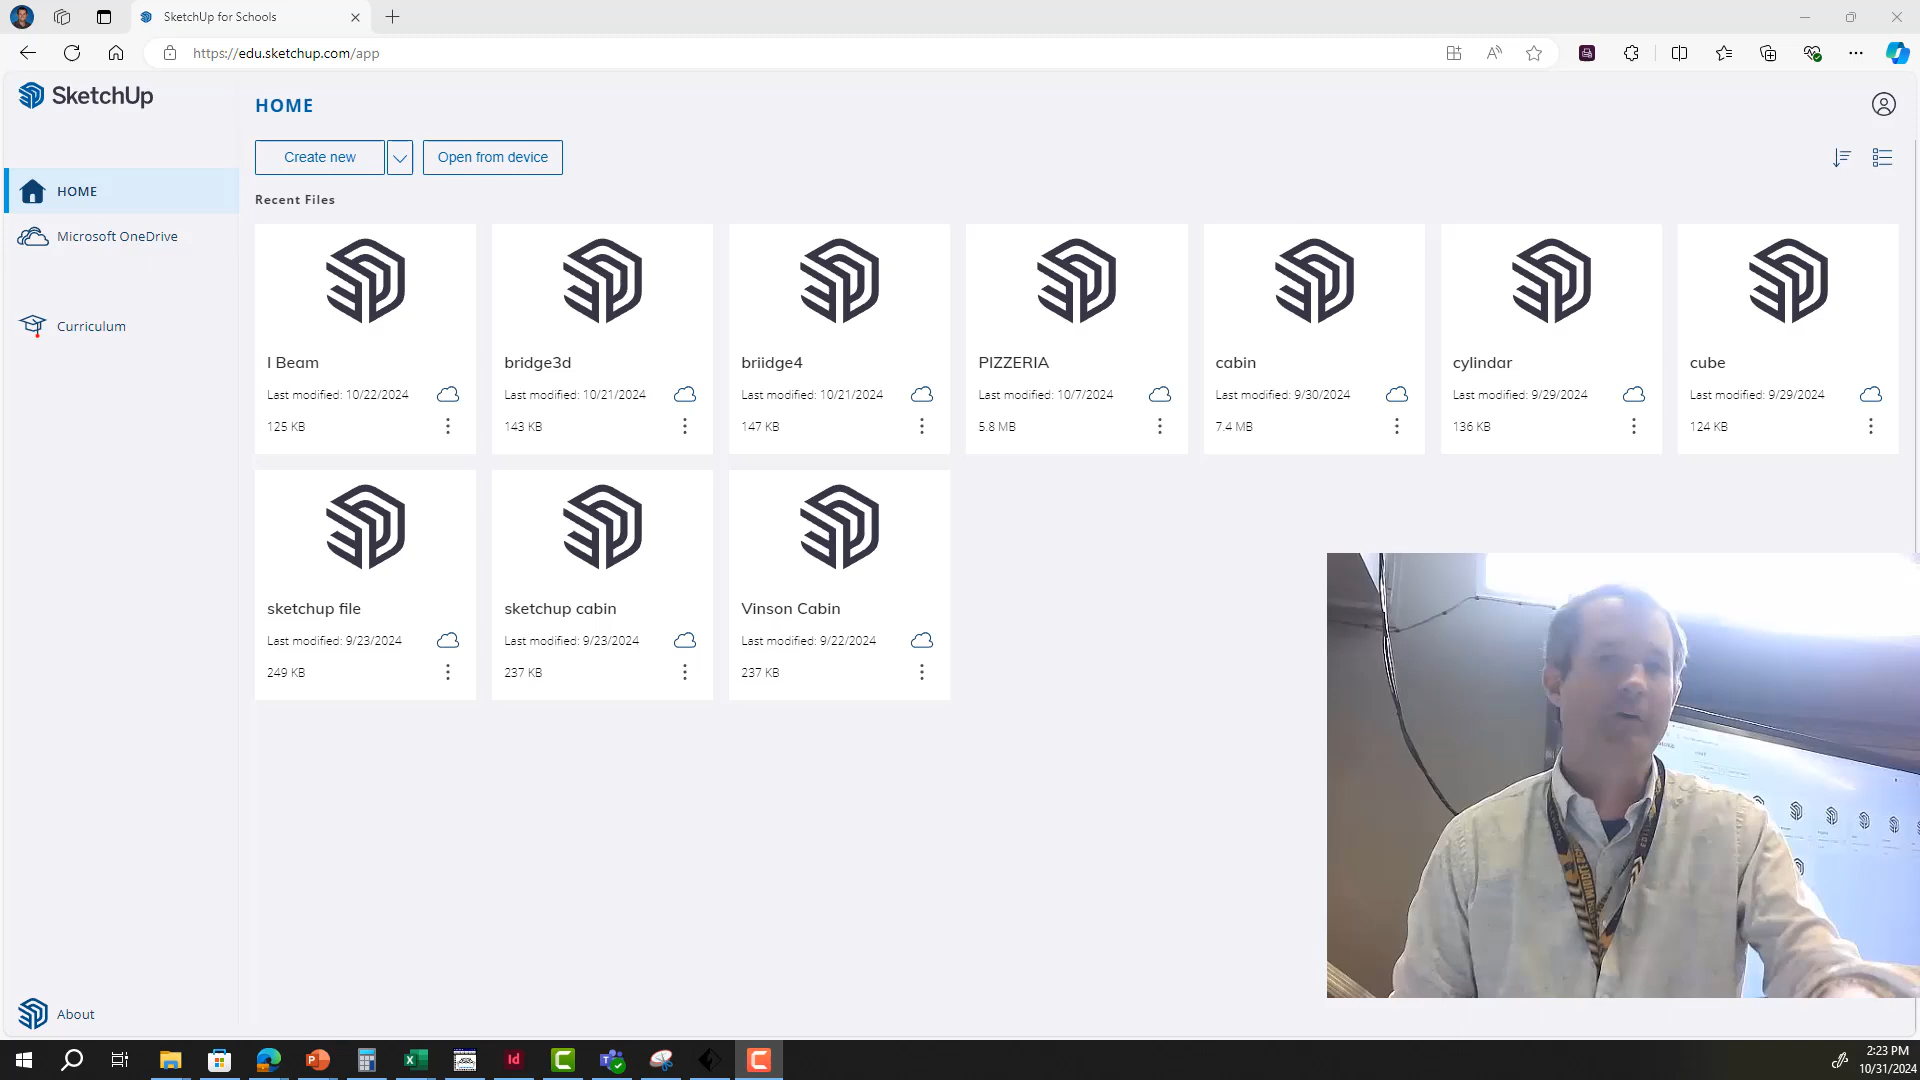 SketchUp for Schools
https://edu.sketchup.com/app
SketchUp
HOME
Create new
Open from device
HOME
Microsoft OneDrive
Curriculum
Recent Files
I Beam
Last modified: 10/22/2024
125 KB
bridge3d
Last modified: 10/21/2024
143 KB
briidge4
Last modified: 10/21/2024
147 KB
PIZZERIA
Last modified: 10/7/2024
5.8 MB
cabin
Last modified: 9/30/2024
7.4 MB
cylindar
Last modified: 9/29/2024
136 KB
cube
Last modified: 9/29/2024
124 KB
sketchup file
Last modified: 9/23/2024
249 KB
sketchup cabin
Last modified: 9/23/2024
237 KB
Vinson Cabin
Last modified: 9/22/2024
237 KB
About
2:23 PM
10/31/2024